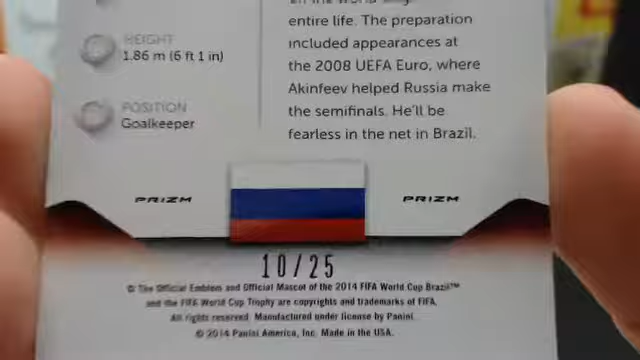 entire life. The preparation
included appearances at
the 2008 UEFA Euro, where
Akinfeev helped Russia make
the semifinals. He'll be
fearless in the net in Brazil.
HEIGHT
1.86 m (6 ft 1 in)
POSITION
Goalkeeper
PRIZM
PRIZM
10/25
© The Official Emblem and Official Mascot of the 2014 FIFA World Cup Brazil™
and the FIFA World Cup Trophy are copyrights and trademarks of FIFA.
All rights reserved. Manufactured under license by Panini.
© 2014 Panini America, Inc. Made in the USA.